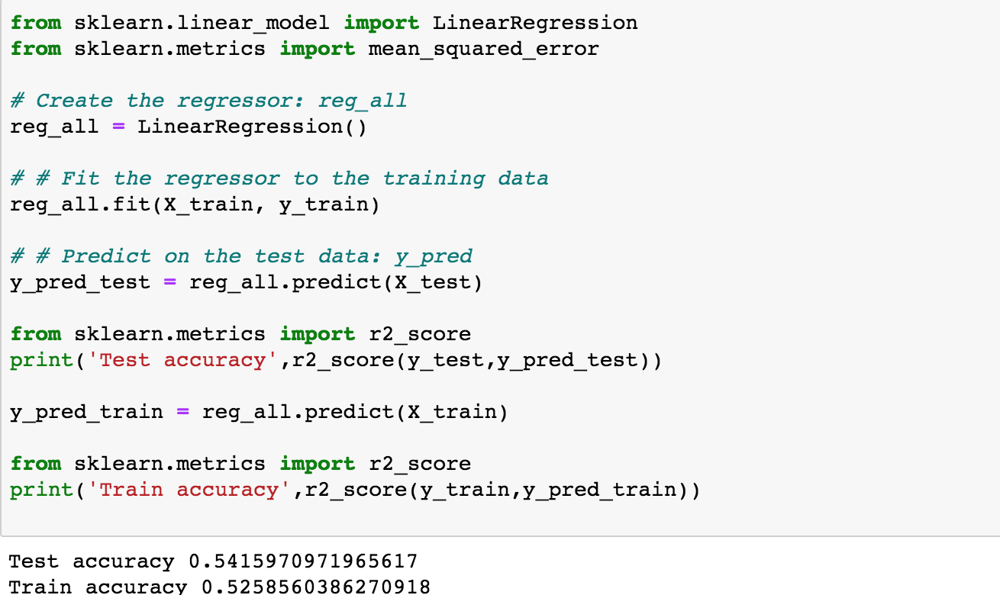 from sklearn.linear_model import LinearRegression
from sklearn.metrics import mean_squared_error
# Create the regressor: reg_all
reg_all = LinearRegression()
# # Fit the regressor to the training data
reg_all.fit(X_train, y_train)
# # Predict on the test data: y_pred
y_pred_test = reg_all.predict(X_test)
from sklearn.metrics import r2_score
print('Test accuracy',r2_score(y_test,y_pred_test))
y_pred_train = reg_all.predict(X_train)
from sklearn.metrics import r2_score
print('Train accuracy',r2_score(y_train,y_pred_train))
Test accuracy 0.5415970971965617
Train accuracy 0.5258560386270918